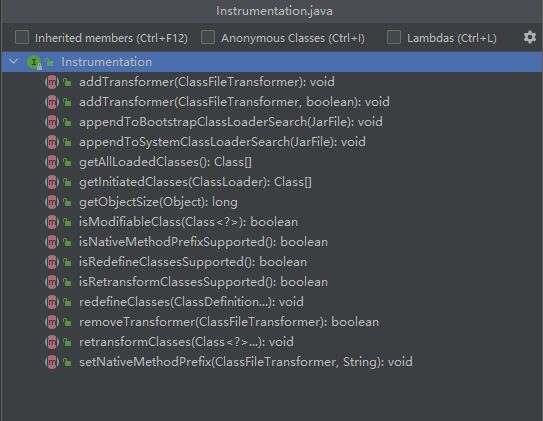 Instrumentation.java
Inherited members (Ctrl+F12) Anonymous Classes (Ctrl+I) Lambdas (Ctrl+L)
I Instrumentation
m addTransformer(ClassFileTransformer): void
m addTransformer(ClassFileTransformer, boolean): void
m appendToBootstrapClassLoaderSearch(JarFile): void
m appendToSystemClassLoaderSearch(JarFile): void
m getAllLoadedClasses(): Class[]
m getInitiatedClasses(ClassLoader): Class[]
m getObjectSize(Object): long
m isModifiableClass(Class<?>): boolean
m isNativeMethodPrefixSupported(): boolean
m isRedefineClassesSupported(): boolean
m isRetransformClassesSupported(): boolean
m redefineClasses(ClassDefinition...): void
m removeTransformer(ClassFileTransformer): boolean
m retransformClasses(Class<?>...): void
m setNativeMethodPrefix(ClassFileTransformer, String): void